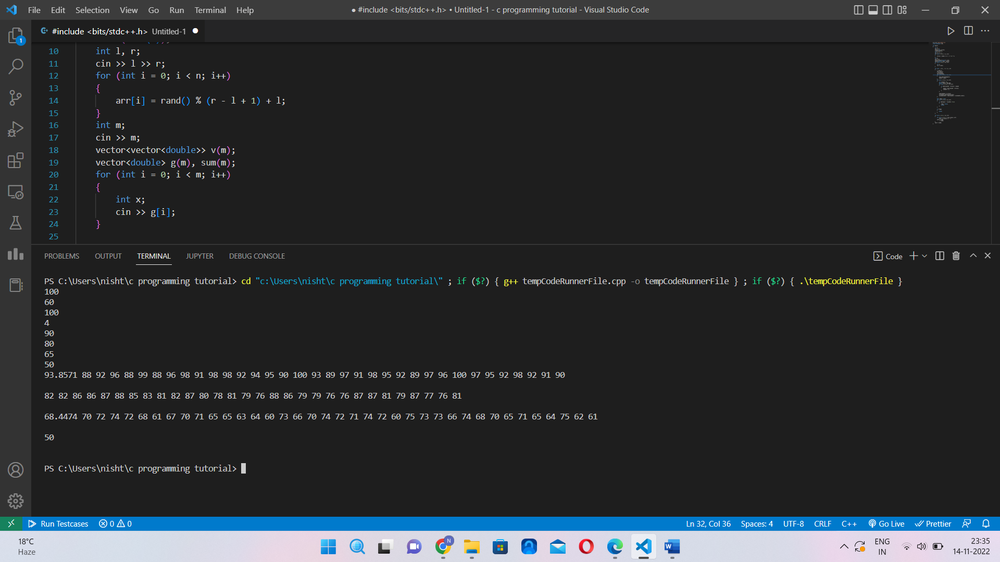 File Edit Selection View Go Run Terminal Help
● #include <bits/stdc++.h> • Untitled-1 - c programming tutorial - Visual Studio Code
#include <bits/stdc++.h> Untitled-1 ●
1
10 int l, r;
11 cin >> l >> r;
12 for (int i = 0; i < n; i++)
13 {
14 arr[i] = rand() % (r - l + 1) + l;
15 }
16 int m;
17 cin >> m;
18 vector<vector<double>> v(m);
19 vector<double> g(m), sum(m);
20 for (int i = 0; i < m; i++)
21 {
22 int x;
23 cin >> g[i];
24 }
25
PROBLEMS OUTPUT TERMINAL JUPYTER DEBUG CONSOLE
Code
PS C:\Users\nisht\c programming tutorial> cd "c:\Users\nisht\c programming tutorial\" ; if ($?) { g++ tempCodeRunnerFile.cpp -o tempCodeRunnerFile } ; if ($?) { .\tempCodeRunnerFile }
100
60
100
4
90
80
65
50
93.8571 88 92 96 88 99 88 96 98 91 98 98 92 94 95 90 100 93 89 97 91 98 95 92 89 97 96 100 97 95 92 98 92 91 90
82 82 86 86 87 88 85 83 81 82 87 80 78 81 79 76 88 86 79 79 76 76 87 87 81 79 87 77 76 81
68.4474 70 72 74 72 68 61 67 70 71 65 65 63 64 60 73 66 70 74 72 71 74 72 60 75 73 73 66 74 68 70 65 71 65 64 75 62 61
50
PS C:\Users\nisht\c programming tutorial>
Run Testcases 0 0
Ln 32, Col 36 Spaces: 4 UTF-8 CRLF C++ Go Live Prettier
18°C
Haze
N
W
ENG
IN
23:35
14-11-2022